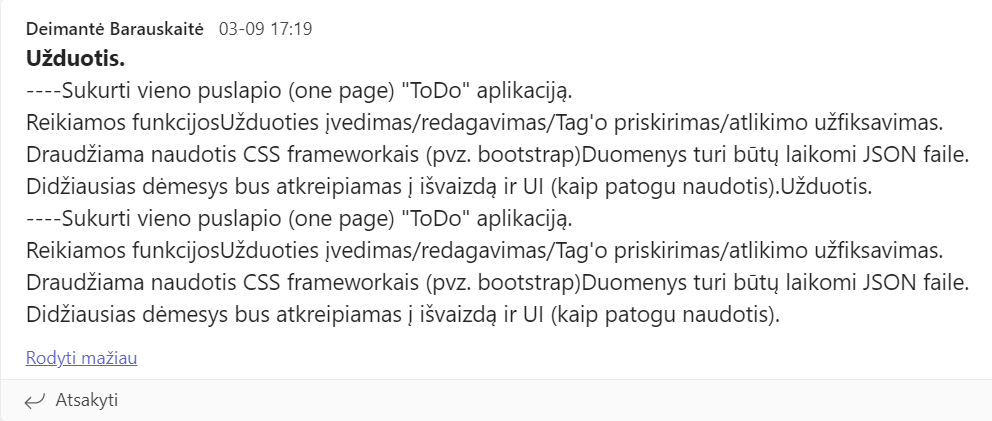 Deimantė Barauskaitė 03-09 17:19
Užduotis.
----Sukurti vieno puslapio (one page) "ToDo" aplikaciją.
Reikiamos funkcijosUžduoties įvedimas/redagavimas/Tag'o priskirimas/atlikimo užfiksavimas.
Draudžiama naudotis CSS frameworkais (pvz. bootstrap)Duomenys turi būtų laikomi JSON faile.
Didžiausias dėmesys bus atkreipiamas į išvaizdą ir UI (kaip patogu naudotis).Užduotis.
----Sukurti vieno puslapio (one page) "ToDo" aplikaciją.
Reikiamos funkcijosUžduoties įvedimas/redagavimas/Tag'o priskirimas/atlikimo užfiksavimas.
Draudžiama naudotis CSS frameworkais (pvz. bootstrap)Duomenys turi būtų laikomi JSON faile.
Didžiausias dėmesys bus atkreipiamas į išvaizdą ir UI (kaip patogu naudotis).
Rodyti mažiau
Atsakyti